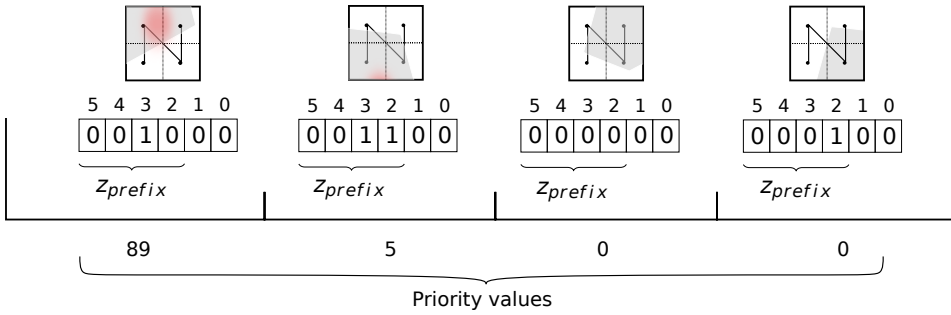 5 4 3 2 1 0 5 4 3 2 1 0 5 4 3 2 1 0 5 4 3 2 1 0
0 0 1 0 0 0 0 0 1 1 0 0 0 0 0 0 0 0 0 0 0 1 0 0
z_prefix z_prefix z_prefix z_prefix
89 5 0 0
Priority values